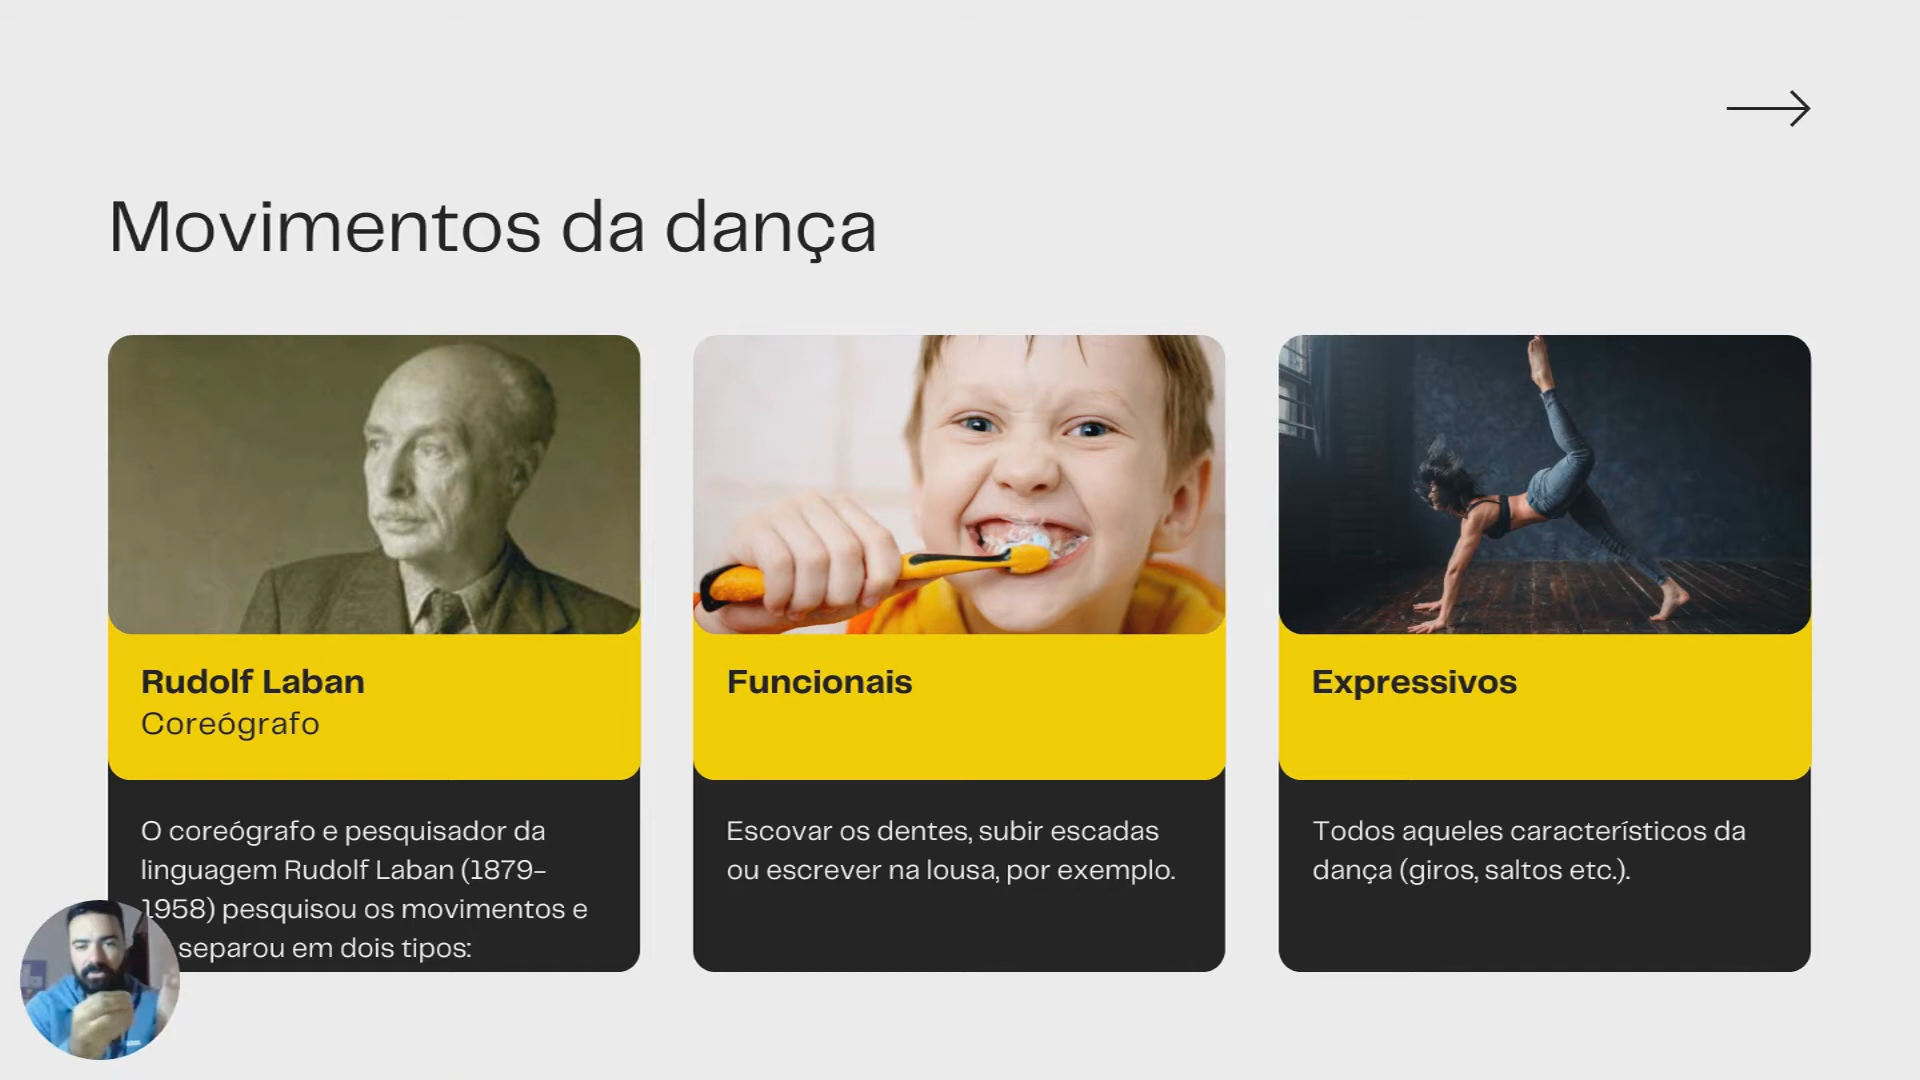 Movimentos da dança
Rudolf Laban
Coreógrafo
O coreógrafo e pesquisador da
linguagem Rudolf Laban (1879-
1958) pesquisou os movimentos e
separou em dois tipos:
Funcionais
Escovar os dentes, subir escadas
ou escrever na lousa, por exemplo.
Expressivos
Todos aqueles característicos da
dança (giros, saltos etc.).